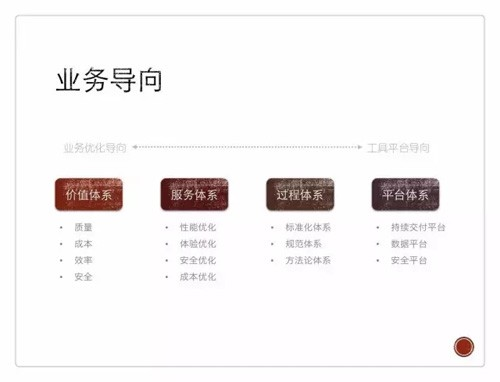 业务导向
业务优化导向
工具平台导向
价值体系
服务体系
过程体系
平台体系
• 质量
• 成本
• 效率
• 安全
• 性能优化
• 体验优化
• 安全优化
• 成本优化
• 标准化体系
• 规范体系
• 方法论体系
• 持续交付平台
• 数据平台
• 安全平台